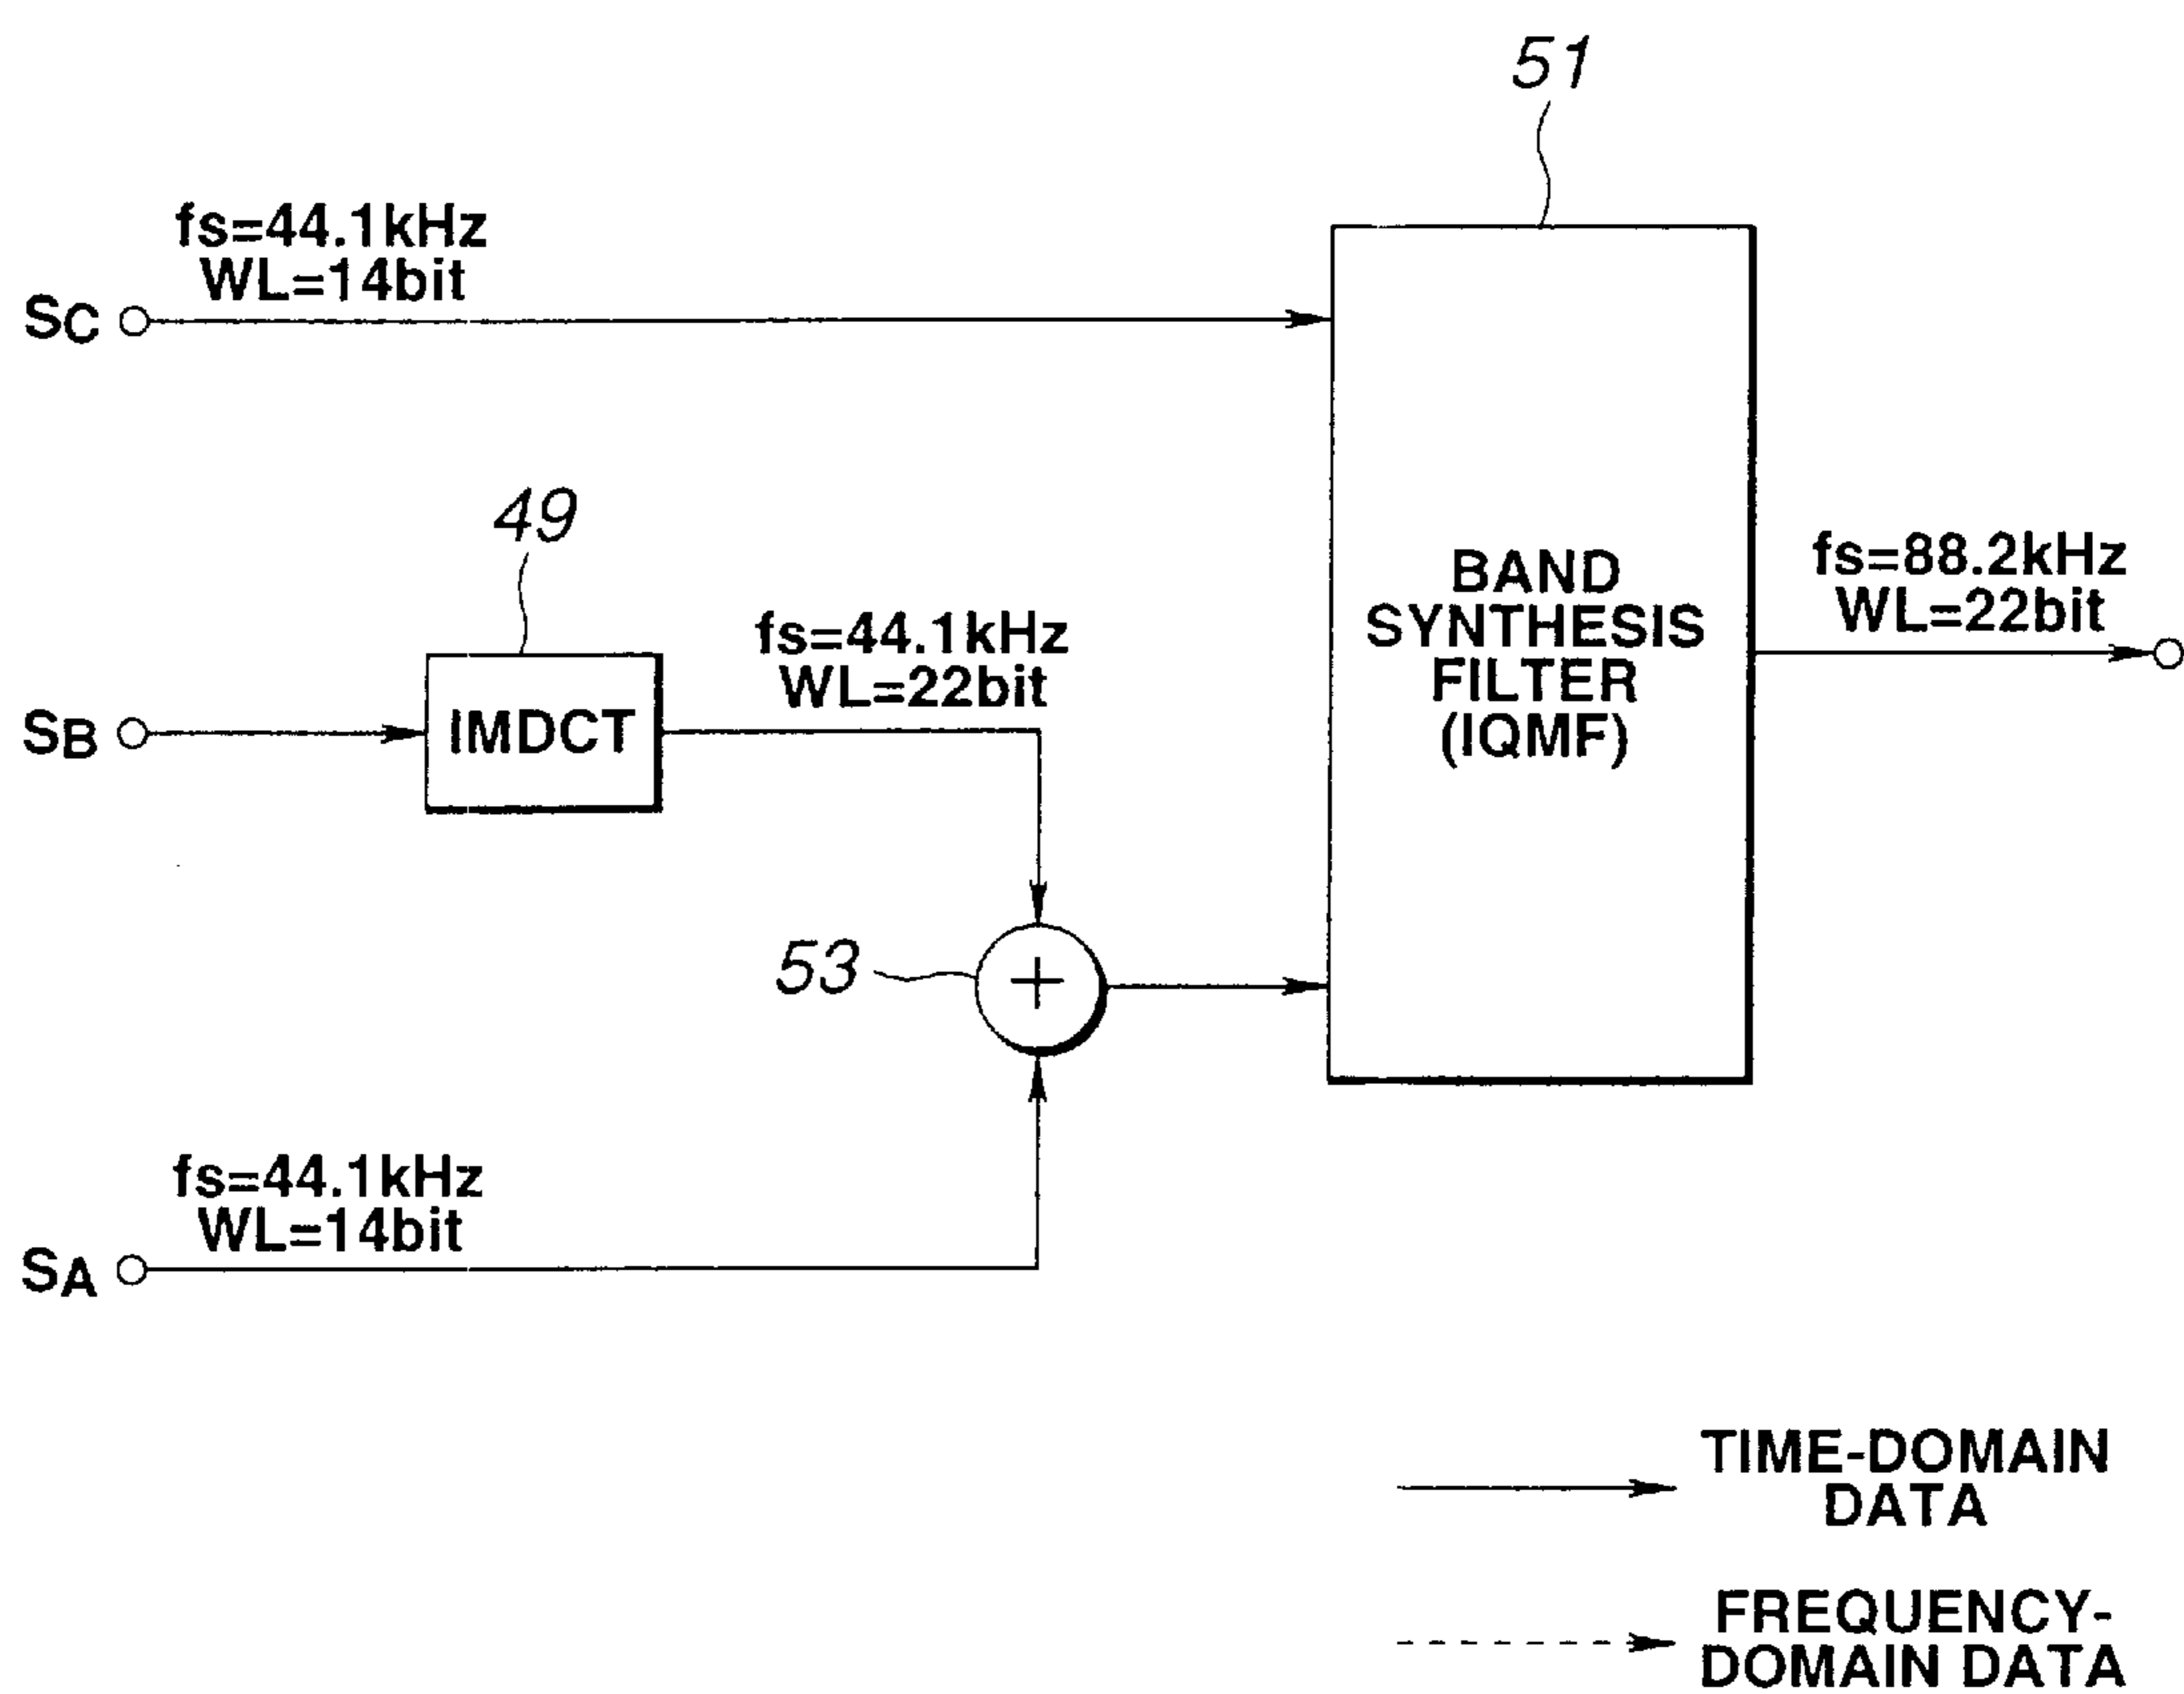 51
fs=44.1kHz
WL=14bit
SC
49
fs=44.1kHz
WL=22bit
SB
IMDCT
BAND
SYNTHESIS
FILTER
(IQMF)
fs=88.2kHz
WL=22bit
53
+
fs=44.1kHz
WL=14bit
SA
TIME-DOMAIN
DATA
FREQUENCY-
DOMAIN DATA